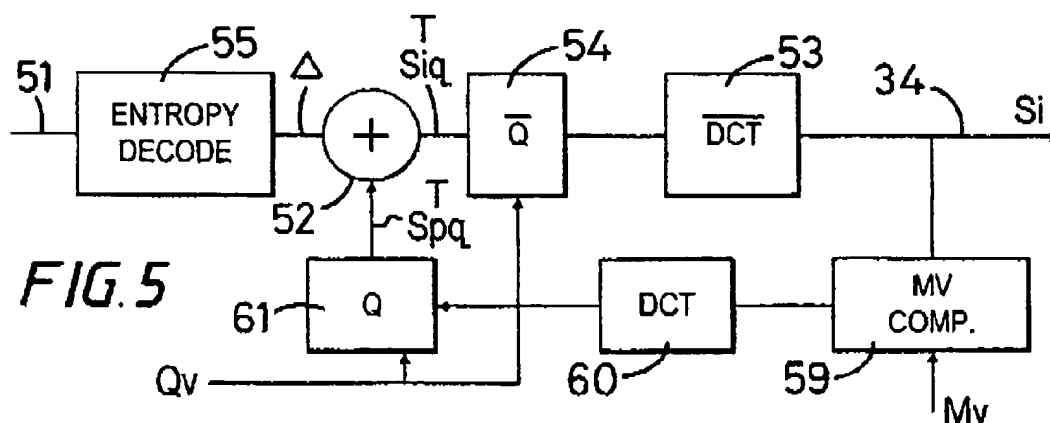 55
54
53
51
ENTROPY
DECODE
Δ
+
T
Siq
Q̅
D̅C̅T̅
34
Si
52
T
Spq
FIG. 5
61
Q
DCT
MV
COMP.
60
59
Qv
Mv